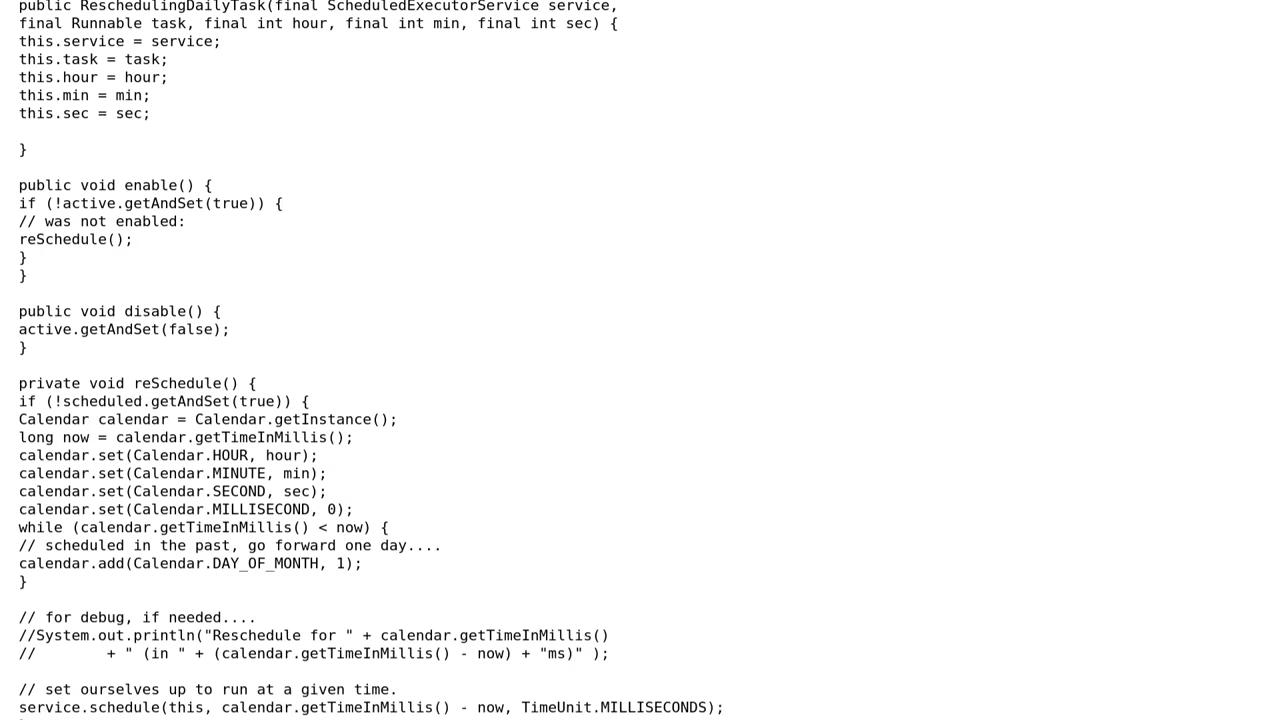 public ReschedulingDailyTask(final ScheduledExecutorService service,
final Runnable task, final int hour, final int min, final int sec) {
this.service = service;
this.task = task;
this.hour = hour;
this.min = min;
this.sec = sec;
}
public void enable() {
if (!active.getAndSet(true)) {
// was not enabled:
reSchedule();
}
}
public void disable() {
active.getAndSet(false);
}
private void reSchedule() {
if (!scheduled.getAndSet(true)) {
Calendar calendar = Calendar.getInstance();
long now = calendar.getTimeInMillis();
calendar.set(Calendar.HOUR, hour);
calendar.set(Calendar.MINUTE, min);
calendar.set(Calendar.SECOND, sec);
calendar.set(Calendar.MILLISECOND, 0);
while (calendar.getTimeInMillis() < now) {
// scheduled in the past, go forward one day....
calendar.add(Calendar.DAY_OF_MONTH, 1);
}
// for debug, if needed....
//System.out.println("Reschedule for " + calendar.getTimeInMillis()
//        + " (in " + (calendar.getTimeInMillis() - now) + "ms)" );
// set ourselves up to run at a given time.
service.schedule(this, calendar.getTimeInMillis() - now, TimeUnit.MILLISECONDS);